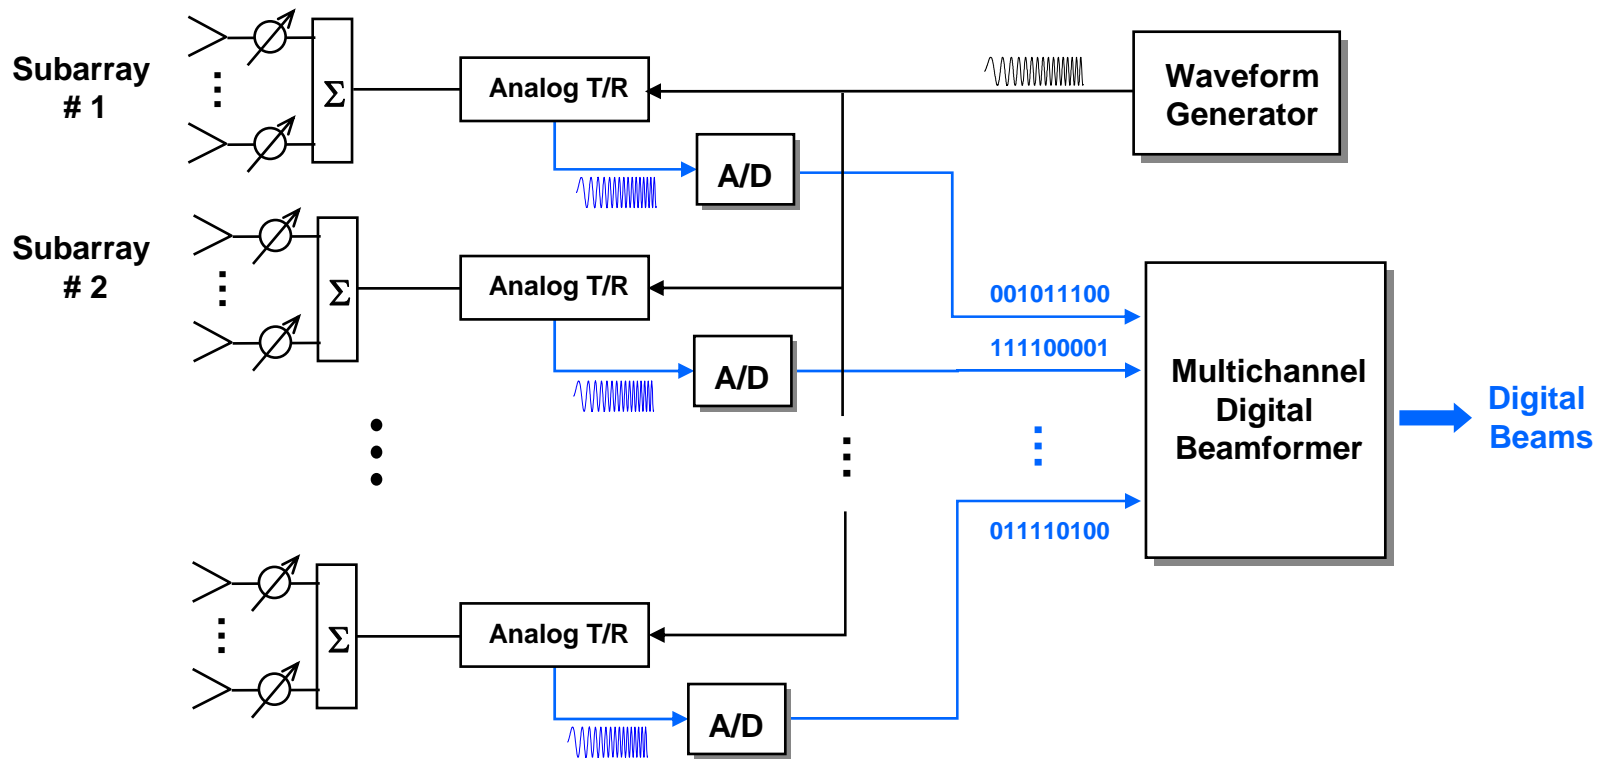 Subarray
# 1
Σ
Analog T/R
Waveform
Generator
A/D
Subarray
# 2
Σ
Analog T/R
A/D
001011100
111100001
011110100
Multichannel
Digital
Beamformer
Digital
Beams
Σ
Analog T/R
A/D